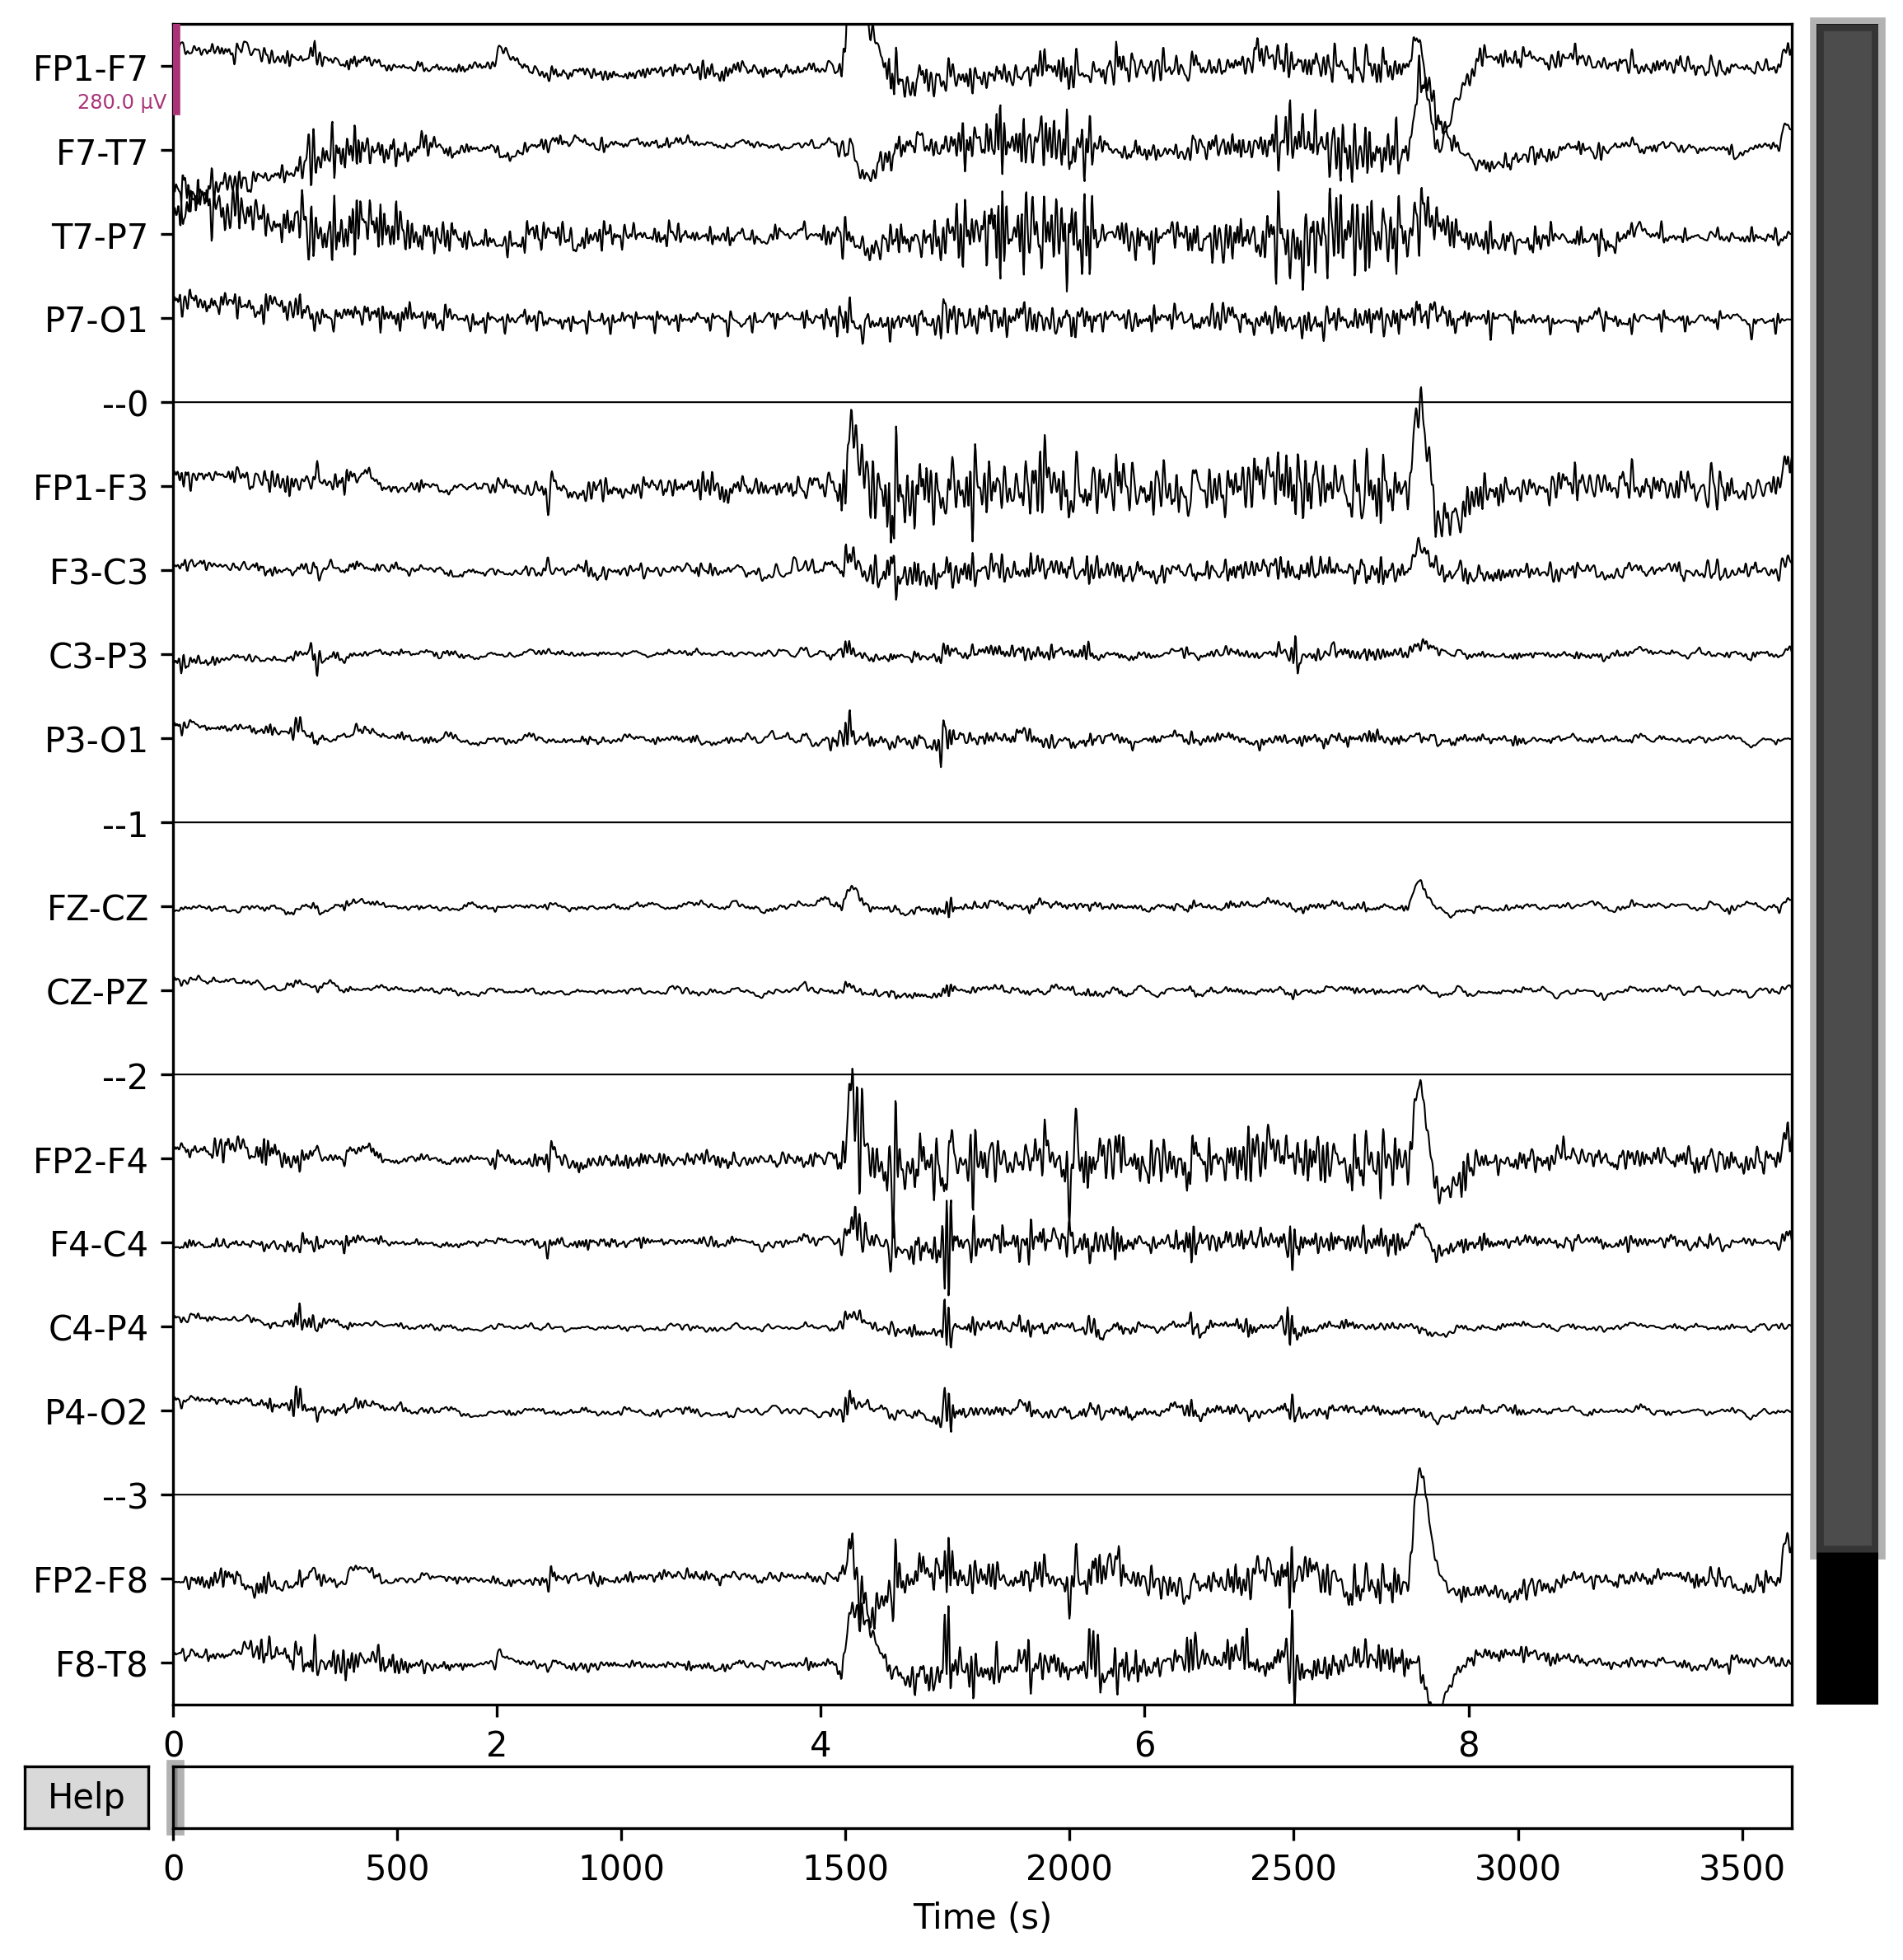 FP1-F7
280.0 µV
F7-T7
T7-P7
P7-O1
--0
FP1-F3
F3-C3
C3-P3
P3-O1
--1
FZ-CZ
CZ-PZ
--2
FP2-F4
F4-C4
C4-P4
P4-O2
--3
FP2-F8
F8-T8
0 2 4 6 8
Help
0 500 1000 1500 2000 2500 3000 3500
Time (s)